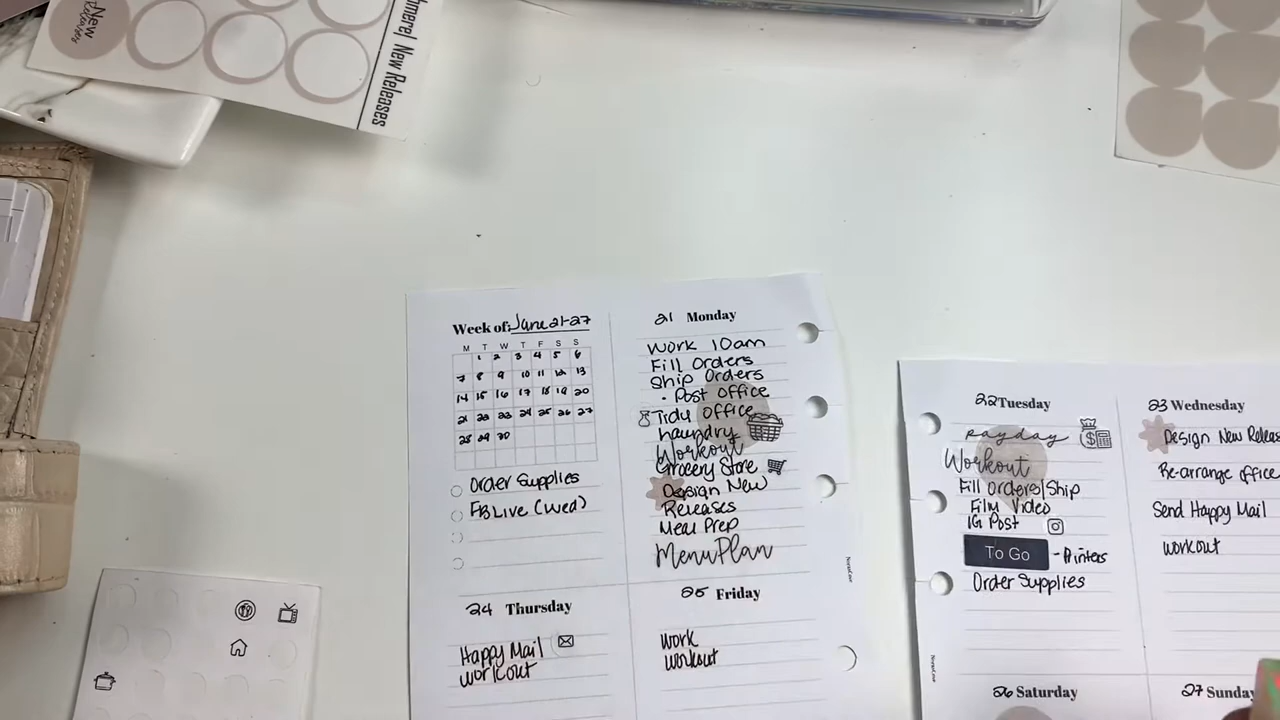 New
Releases
hmere| New Releases
Week of: June 21-27
M T W T F S S
1 2 3 4 5 6
7 8 9 10 11 12 13
14 15 16 17 18 19 20
21 22 23 24 25 26 27
28 29 30
Order Supplies
FB Live (Wed)
21 Monday
Work 10am
Fill Orders
Ship Orders
• Post Office
Tidy Office
Laundry
Workout
Grocery Store
Design New
Releases
Meal Prep
Menu Plan
24 Thursday
Happy Mail
workout
25 Friday
Work
workout
22 Tuesday
payday
Workout
Fill Orders/Ship
Film Video
IG Post
To Go - Printers
Order Supplies
23 Wednesday
Design New Releas
Re-arrange office
Send Happy Mail
workout
26 Saturday
27 Sunday